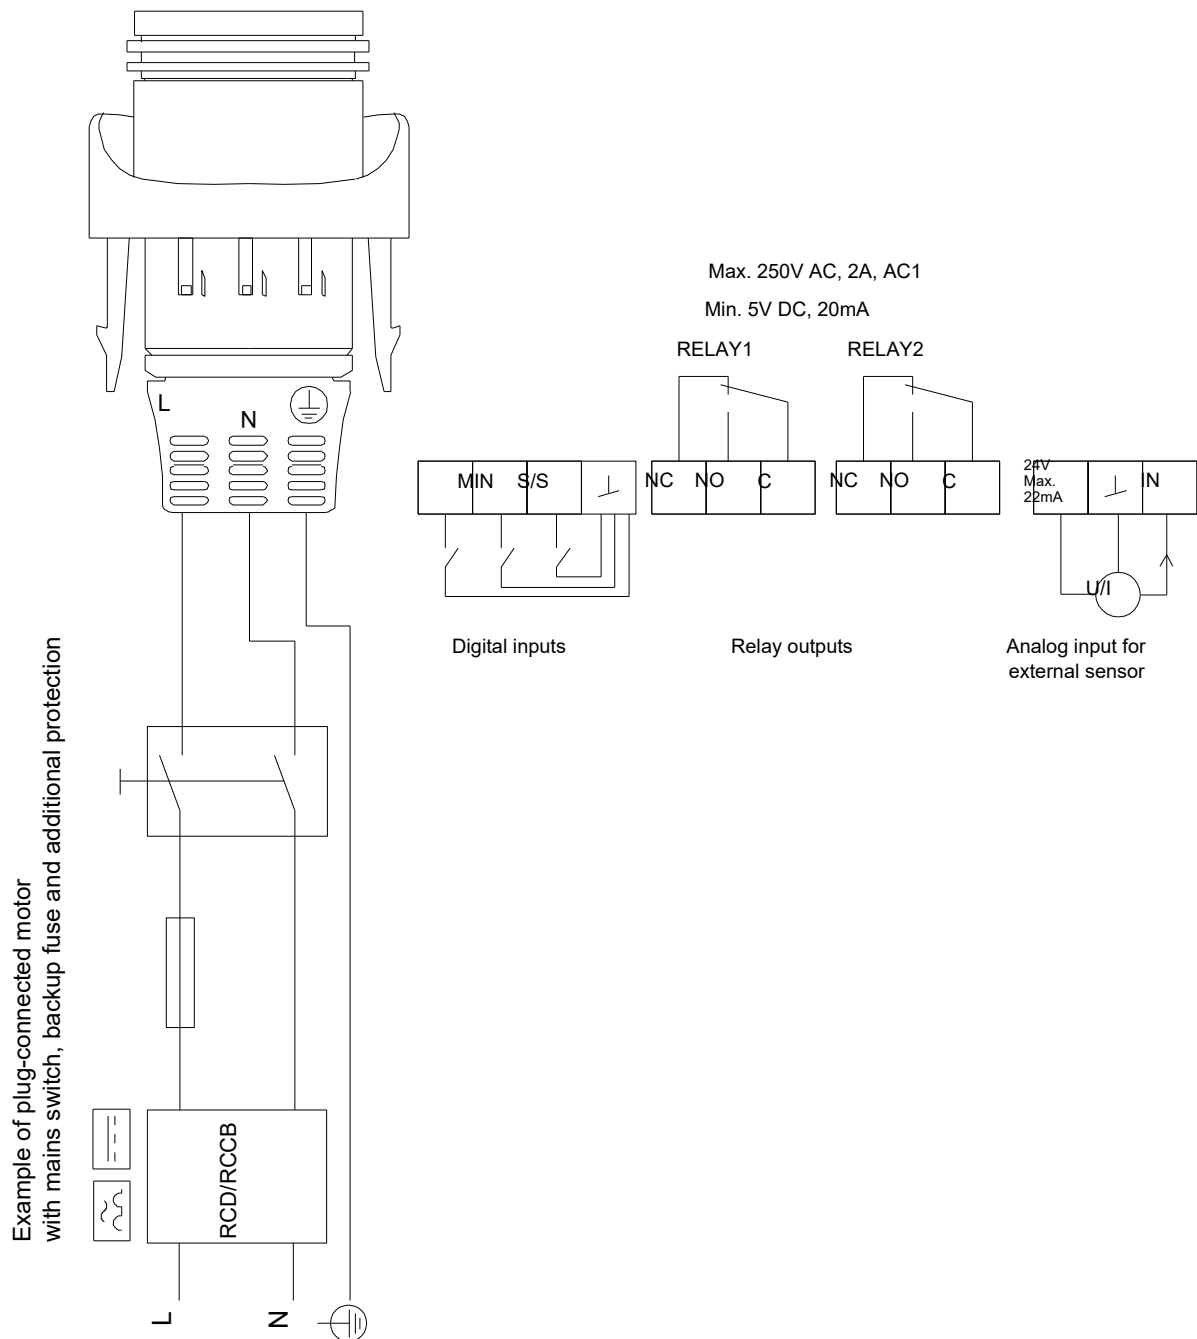 Max. 250V AC, 2A, AC1
Min. 5V DC, 20mA
RELAY1 RELAY2
L
N
MIN S/S
NC NO C
NC NO C
24V
Max.
22mA
IN
U/I
Digital inputs
Relay outputs
Analog input for
external sensor
Example of plug-connected motor
with mains switch, backup fuse and additional protection
RCD/RCCB
L
N